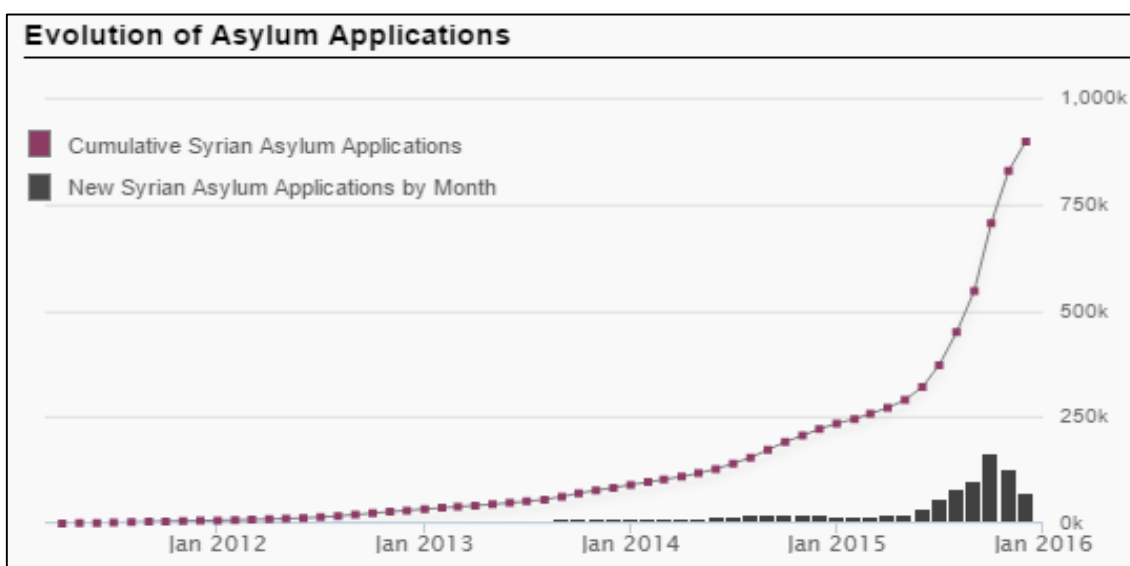 Evolution of Asylum Applications
1,000k
Cumulative Syrian Asylum Applications
New Syrian Asylum Applications by Month
750k
500k
250k
0k
Jan 2012 Jan 2013 Jan 2014 Jan 2015 Jan 2016